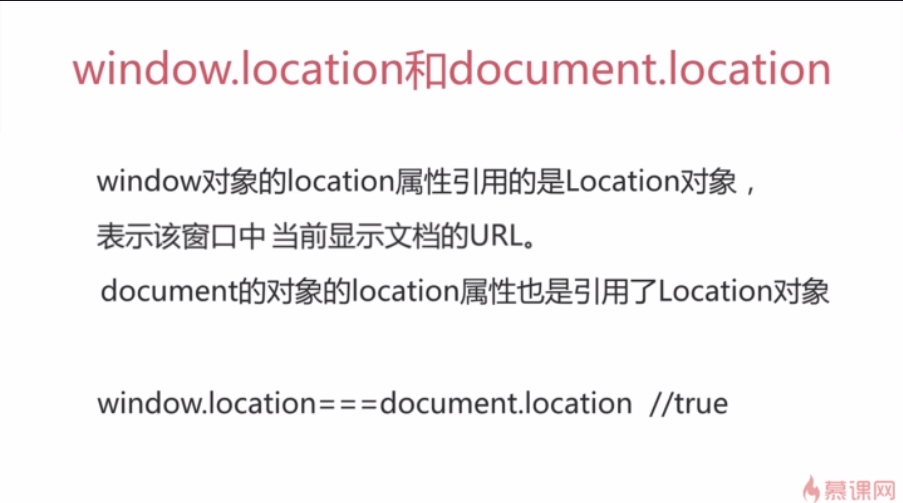 window.location和document.location
window对象的location属性引用的是Location对象，
表示该窗口中 当前显示文档的URL。
document的对象的location属性也是引用了Location对象
window.location===document.location //true
慕课网